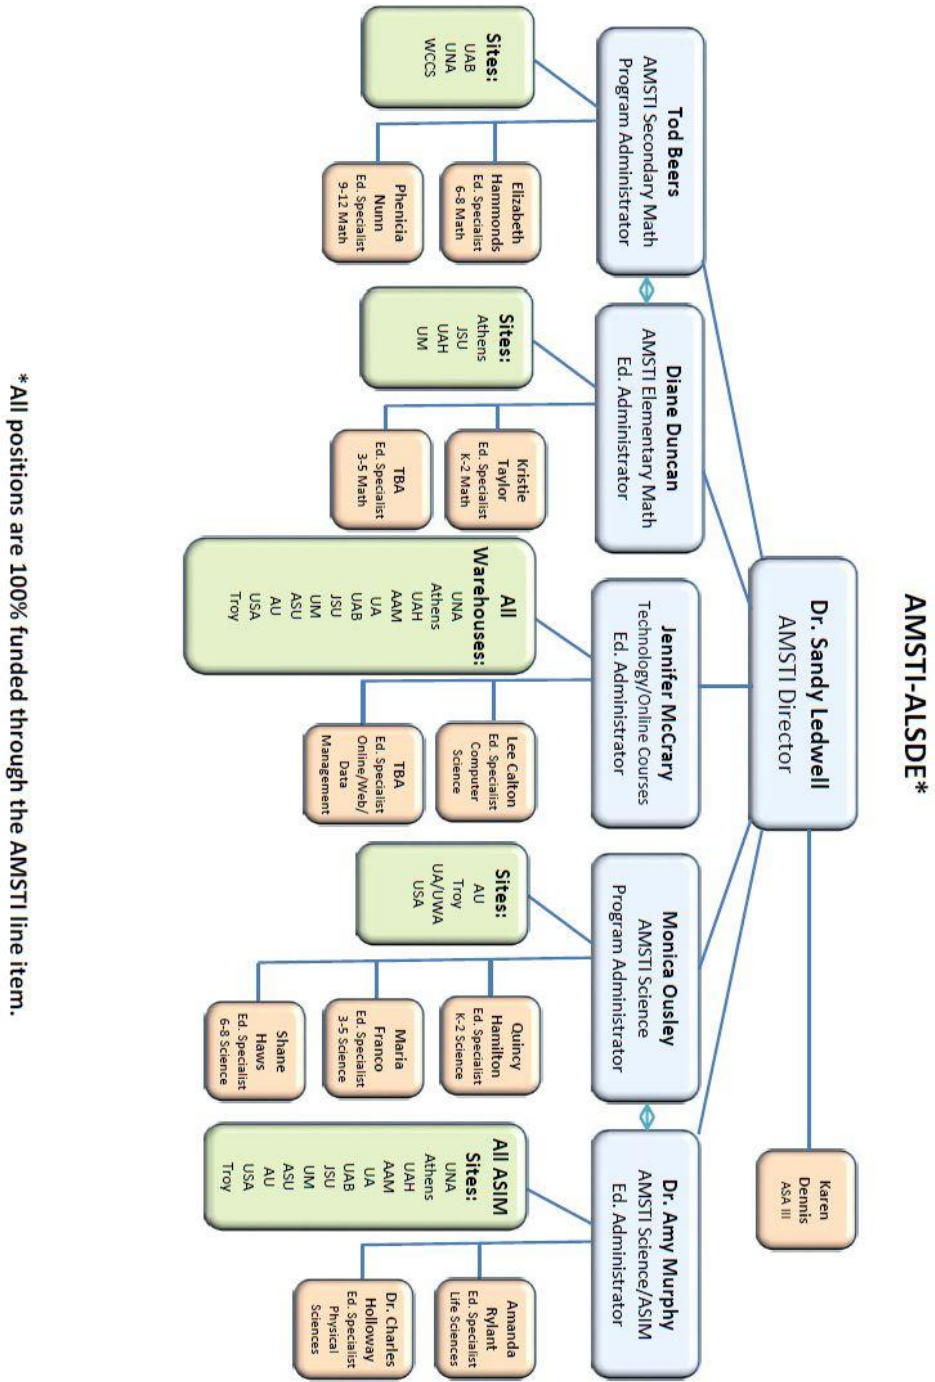 AMSTI-ALSDE*
Dr. Sandy Ledwell
AMSTI Director
Karen
Dennis
ASA III
Tod Beers
AMSTI Secondary Math
Program Administrator
Sites:
UAB
UNA
WCCS
Elizabeth
Hammonds
Ed. Specialist
6-8 Math
Phenicia
Nunn
Ed. Specialist
9-12 Math
Diane Duncan
AMSTI Elementary Math
Ed. Administrator
Sites:
Athens
JSU
UAH
UM
Kristie
Taylor
Ed. Specialist
K-2 Math
TBA
Ed. Specialist
3-5 Math
Jennifer McCrary
Technology/Online Courses
Ed. Administrator
All
Warehouses:
UNA
Athens
UAH
AAM
UA
UAB
JSU
UM
ASU
AU
USA
Troy
Lee Calton
Ed. Specialist
Computer
Science
TBA
Ed. Specialist
Online/Web/
Data
Management
Monica Ousley
AMSTI Science
Program Administrator
Sites:
AU
Troy
UA/UWA
USA
Quincy
Hamilton
Ed. Specialist
K-2 Science
Maria
Franco
Ed. Specialist
3-5 Science
Shane
Haws
Ed. Specialist
6-8 Science
Dr. Amy Murphy
AMSTI Science/ASIM
Ed. Administrator
All ASIM
Sites:
UNA
Athens
UAH
AAM
UA
UAB
JSU
UM
ASU
AU
USA
Troy
Amanda
Rylant
Ed. Specialist
Life Sciences
Dr. Charles
Holloway
Ed. Specialist
Physical
Sciences
*All positions are 100% funded through the AMSTI line item.